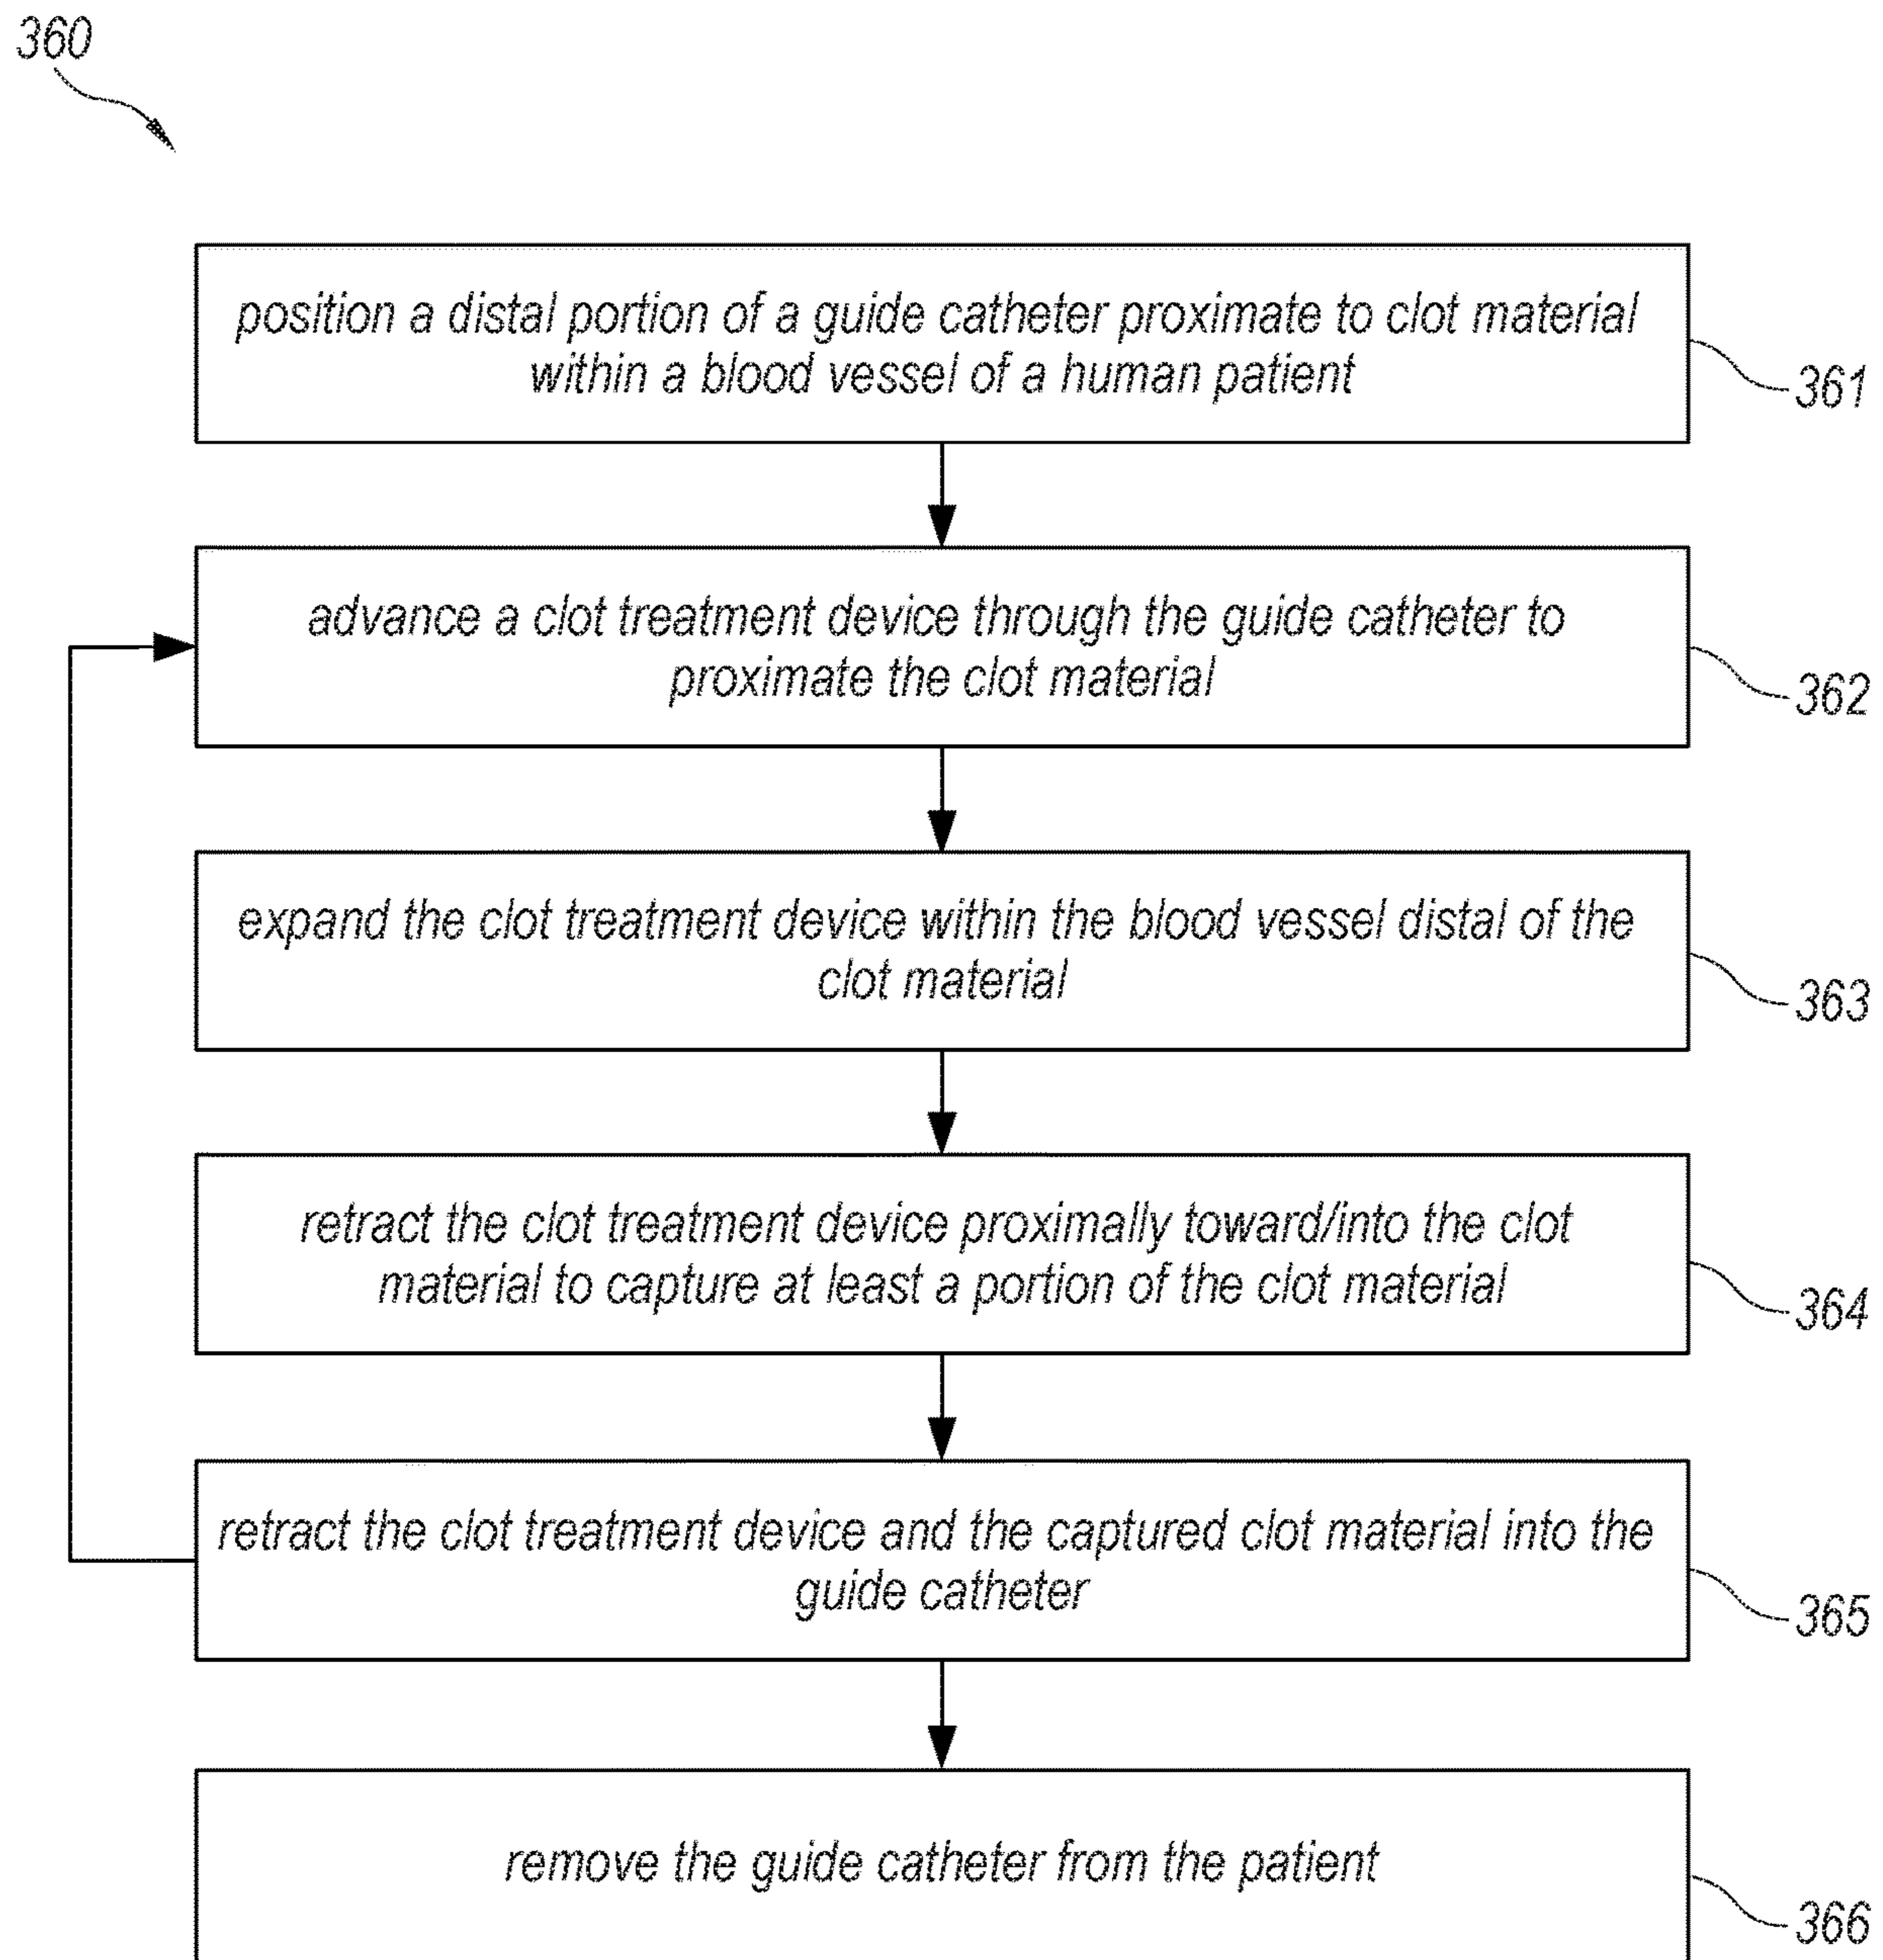 360
position a distal portion of a guide catheter proximate to clot material
within a blood vessel of a human patient
361
advance a clot treatment device through the guide catheter to
proximate the clot material
362
expand the clot treatment device within the blood vessel distal of the
clot material
363
retract the clot treatment device proximally toward/into the clot
material to capture at least a portion of the clot material
364
retract the clot treatment device and the captured clot material into the
guide catheter
365
remove the guide catheter from the patient
366